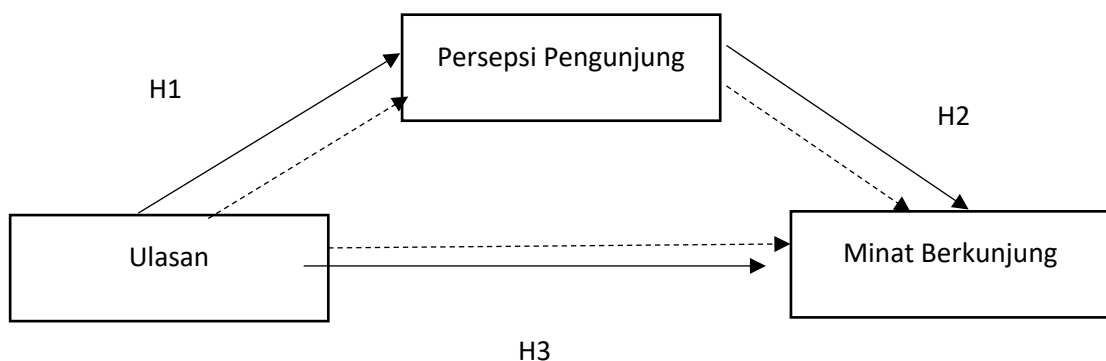 Persepsi Pengunjung
H1
H2
Ulasan
Minat Berkunjung
H3